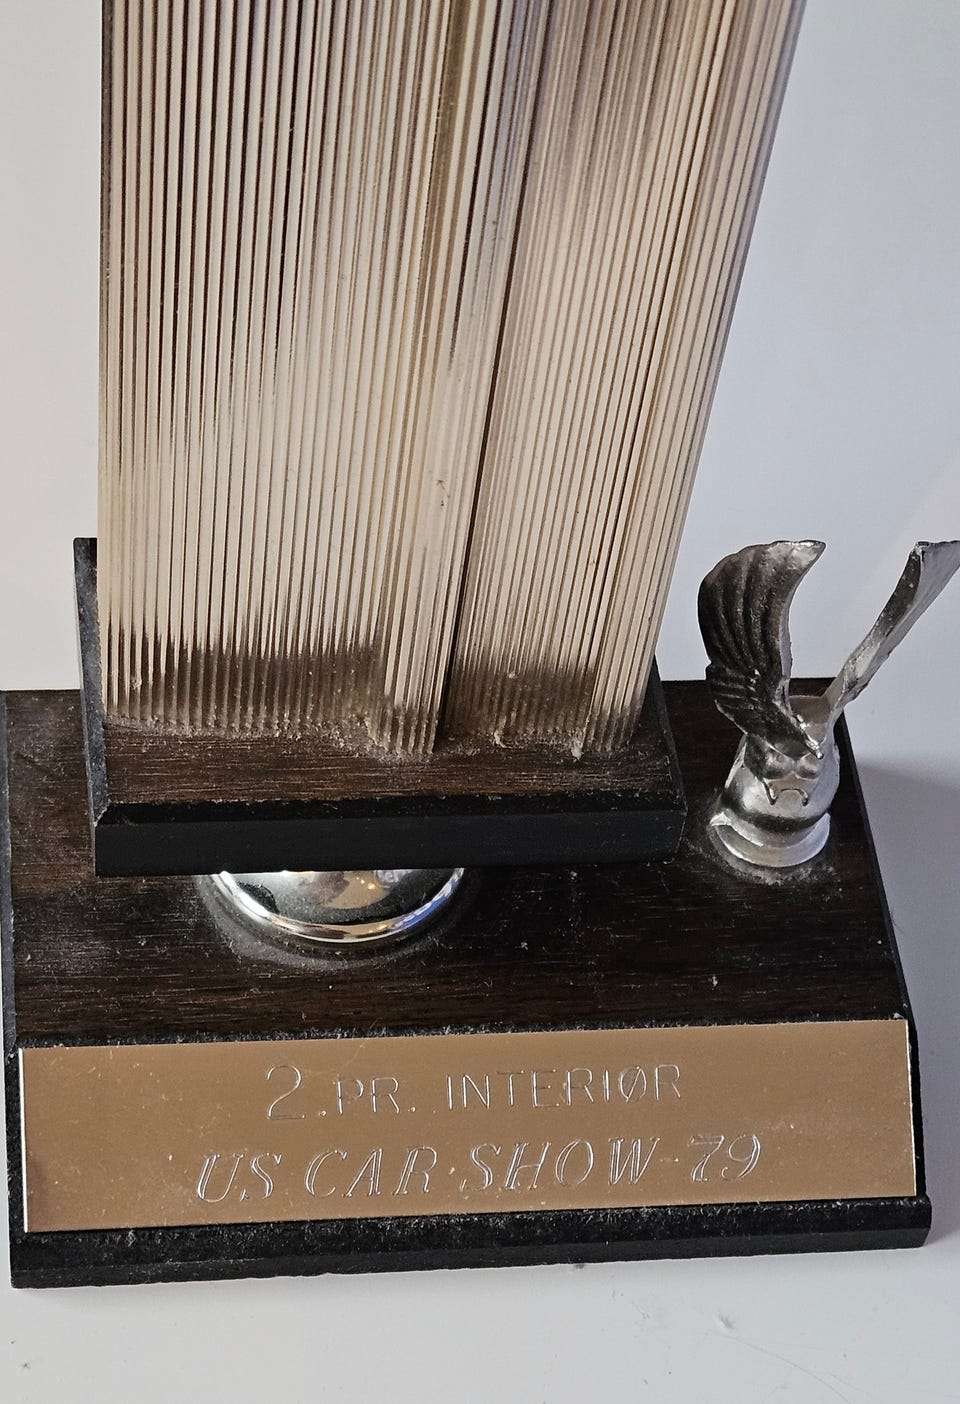 2.PR. INTERIØR
US CAR SHOW-79